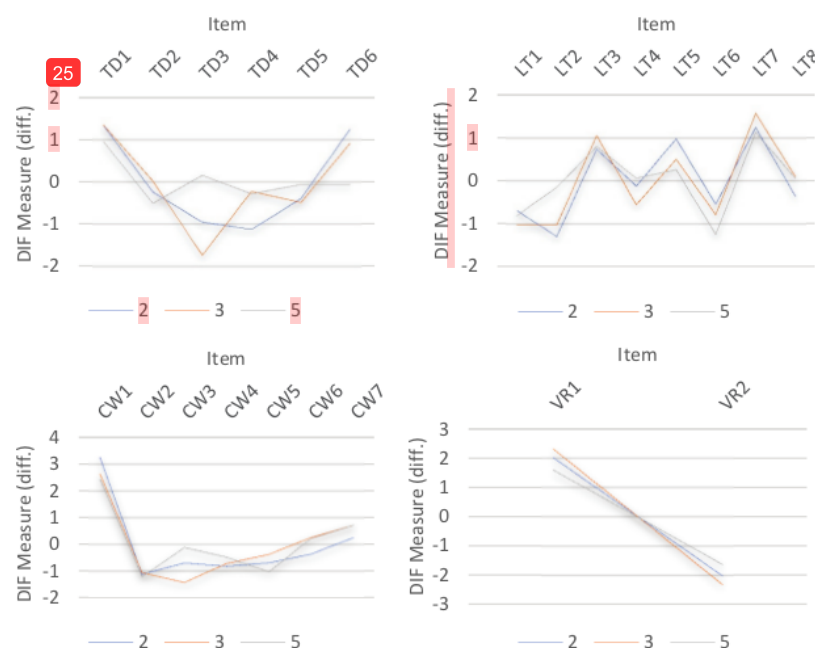 Item
TD1 TD2 TD3 TD4 TD5 TD6
25
DIF Measure (diff.)
2
1
0
-1
-2
2 3 5
Item
LT1 LT2 LT3 LT4 LT5 LT6 LT7 LT8
DIF Measure (diff.)
2
1
0
-1
-2
2 3 5
Item
CW1 CW2 CW3 CW4 CW5 CW6 CW7
DIF Measure (diff.)
4
3
2
1
0
-1
-2
2 3 5
Item
VR1 VR2
DIF Measure (diff.)
3
2
1
0
-1
-2
-3
2 3 5